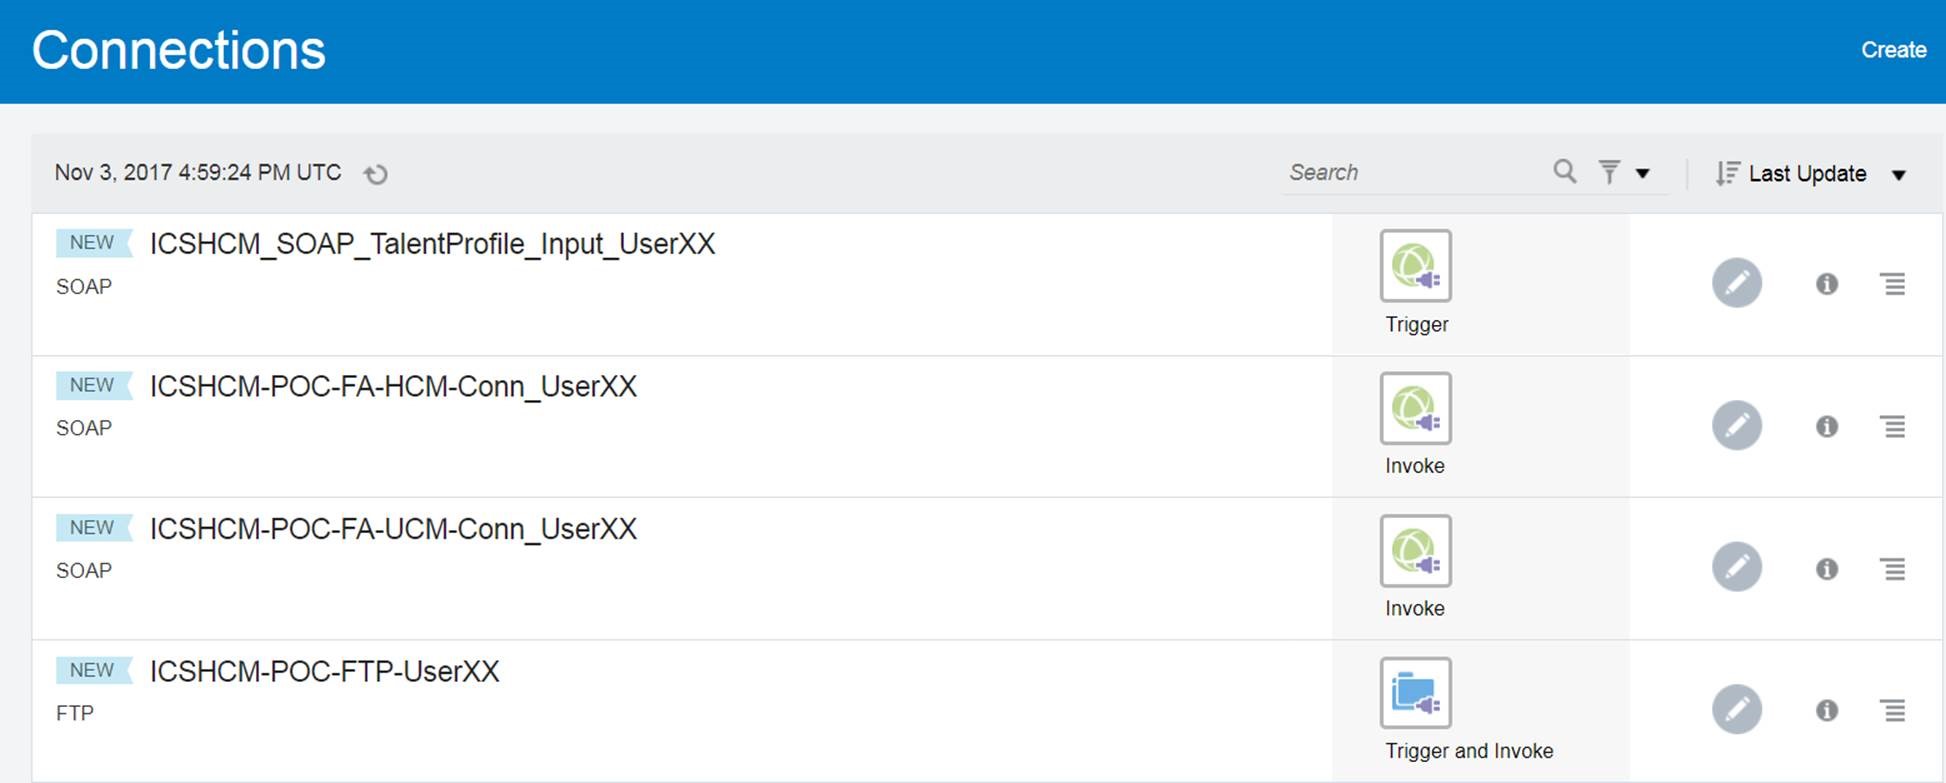 Connections
Create
Nov 3, 2017 4:59:24 PM UTC
Search
Last Update
NEW ICSHCM_SOAP_TalentProfile_Input_UserXX
SOAP
Trigger
NEW ICSHCM-POC-FA-HCM-Conn_UserXX
SOAP
Invoke
NEW ICSHCM-POC-FA-UCM-Conn_UserXX
SOAP
Invoke
NEW ICSHCM-POC-FTP-UserXX
FTP
Trigger and Invoke